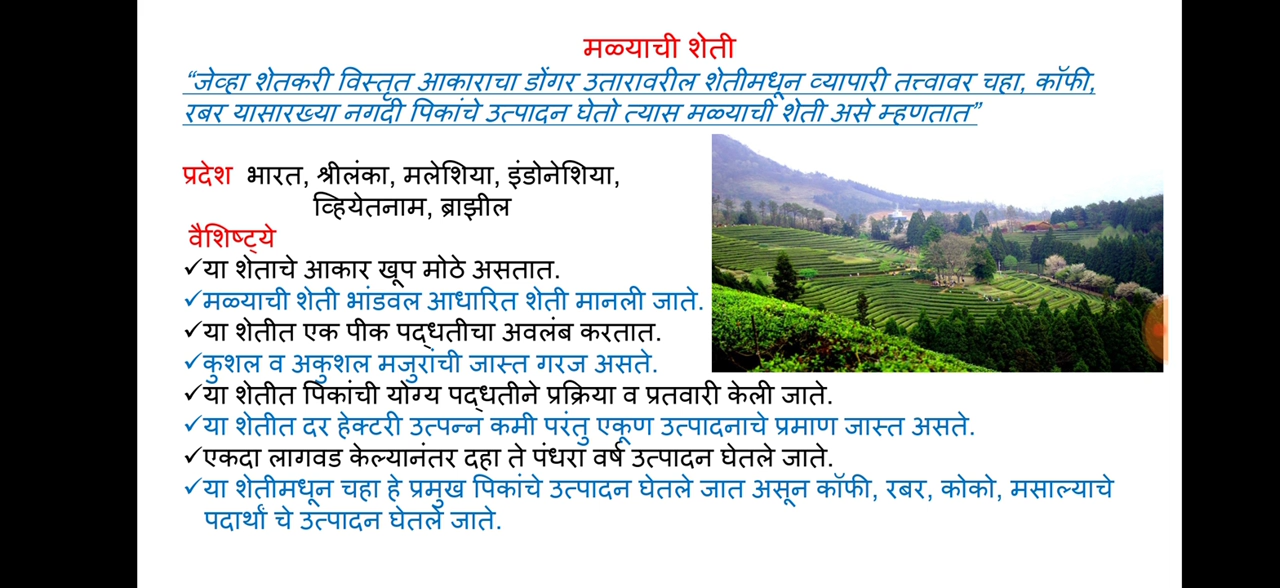 मळ्याची शेती
“जेव्हा शेतकरी विस्तृत आकाराचा डोंगर उतारावरील शेतीमधून व्यापारी तत्त्वावर चहा, कॉफी,
रबर यासारख्या नगदी पिकांचे उत्पादन घेतो त्यास मळ्याची शेती असे म्हणतात”
प्रदेश भारत, श्रीलंका, मलेशिया, इंडोनेशिया,
व्हियेतनाम, ब्राझील
वैशिष्ट्ये
✓या शेताचे आकार खूप मोठे असतात.
✓मळ्याची शेती भांडवल आधारित शेती मानली जाते.
✓या शेतीत एक पीक पद्धतीचा अवलंब करतात.
✓कुशल व अकुशल मजुरांची जास्त गरज असते.
✓या शेतीत पिकांची योग्य पद्धतीने प्रक्रिया व प्रतवारी केली जाते.
✓या शेतीत दर हेक्टरी उत्पन्न कमी परंतु एकूण उत्पादनाचे प्रमाण जास्त असते.
✓एकदा लागवड केल्यानंतर दहा ते पंधरा वर्ष उत्पादन घेतले जाते.
✓या शेतीमधून चहा हे प्रमुख पिकांचे उत्पादन घेतले जात असून कॉफी, रबर, कोको, मसाल्याचे
पदार्थां चे उत्पादन घेतले जाते.